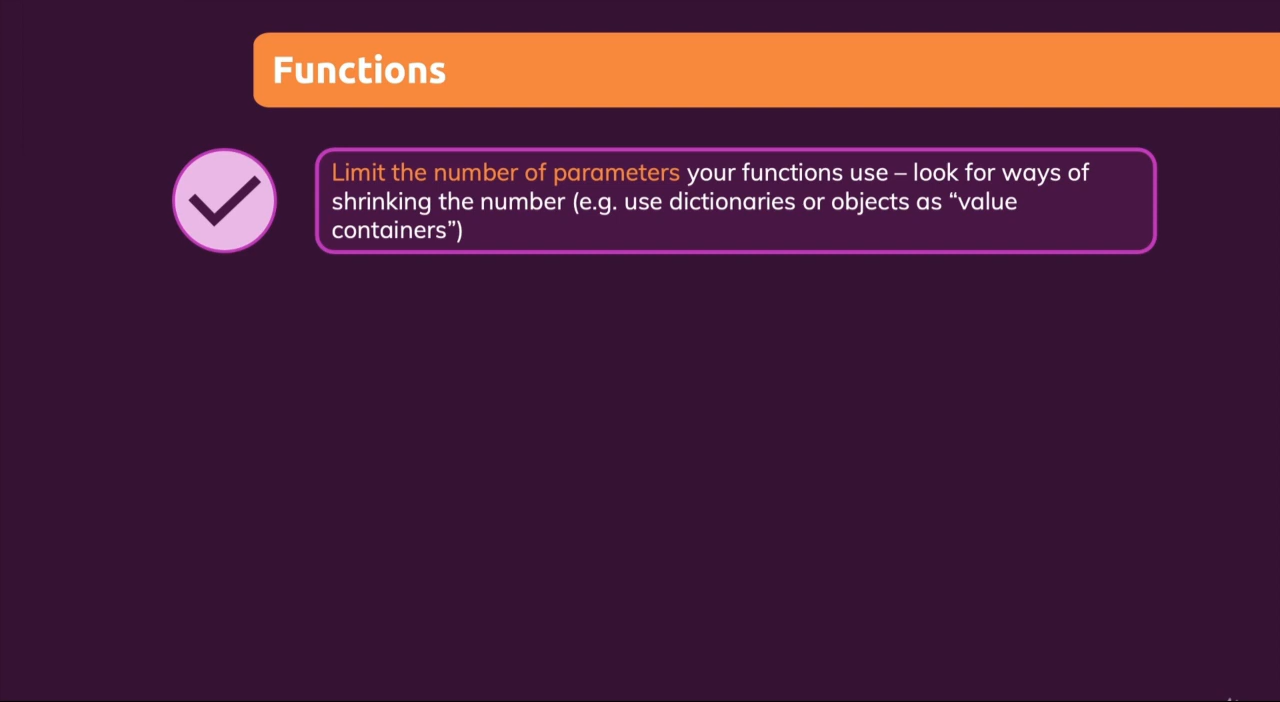 Functions
Limit the number of parameters your functions use – look for ways of
shrinking the number (e.g. use dictionaries or objects as “value
containers”)